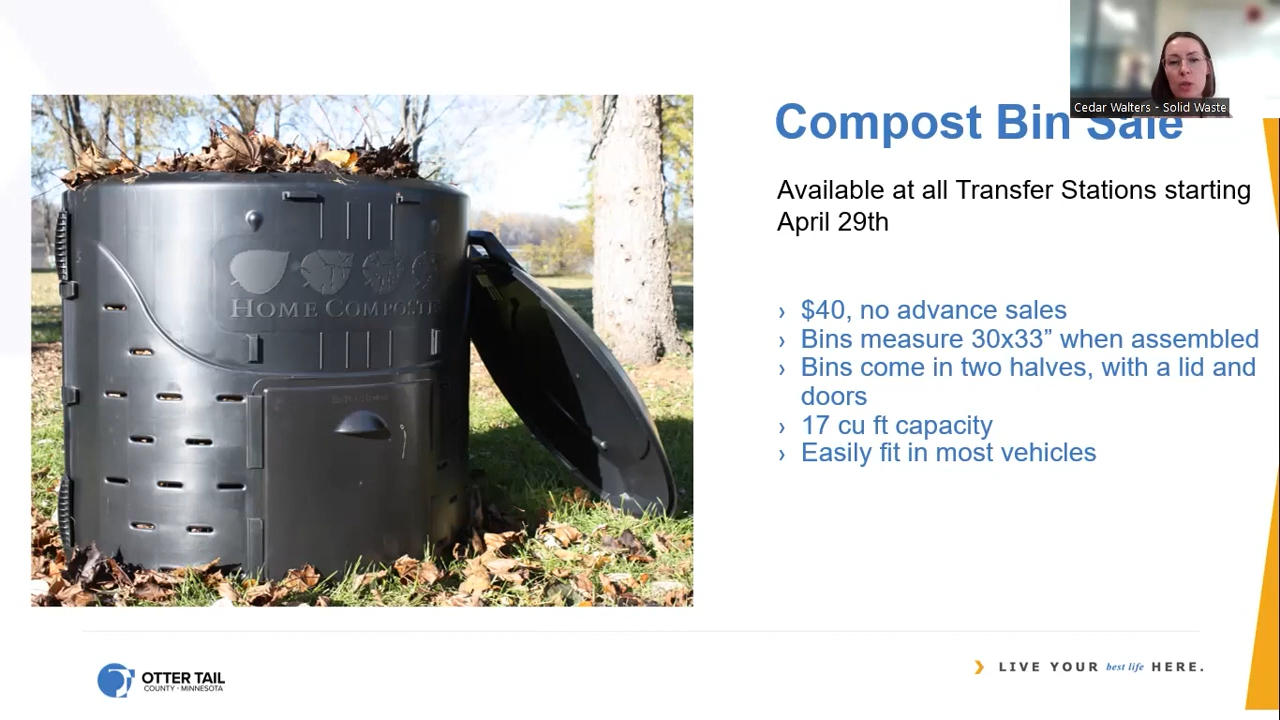 Cedar Walters - Solid Waste
Compost Bin Sale
Available at all Transfer Stations starting
April 29th
HOME COMPOSTE
› $40, no advance sales
› Bins measure 30x33” when assembled
› Bins come in two halves, with a lid and
doors
› 17 cu ft capacity
› Easily fit in most vehicles
OTTER TAIL
COUNTY · MINNESOTA
LIVE YOUR best life HERE.